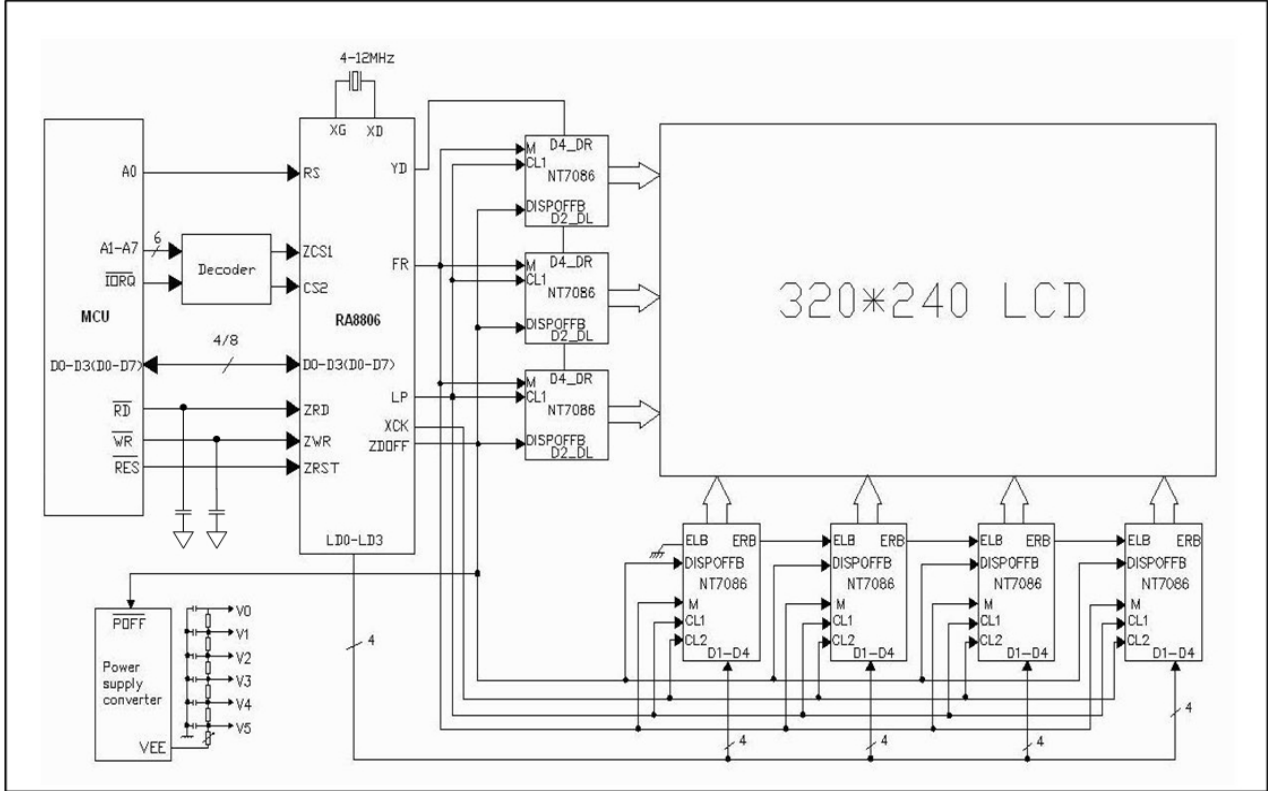 4-12MHz
XG XD
A0
RS
YD
A1-A7
6
ZCS1
IORQ
Decoder
CS2
FR
MCU
RA8806
4/8
D0-D3(D0-D7)
D0-D3(D0-D7)
LP
RD
ZRD
XCK
WR
ZWR
ZDOFF
RES
ZRST
LD0-LD3
D4_DR
M
CL1
NT7086
DISPOFFB
D2_DL
D4_DR
M
CL1
NT7086
DISPOFFB
D2_DL
D4_DR
M
CL1
NT7086
DISPOFFB
D2_DL
320*240 LCD
ELB ERB
DISPOFFB
NT7086
M
CL1
CL2
D1-D4
ELB ERB
DISPOFFB
NT7086
M
CL1
CL2
D1-D4
ELB ERB
DISPOFFB
NT7086
M
CL1
CL2
D1-D4
ELB ERB
DISPOFFB
NT7086
M
CL1
CL2
D1-D4
POFF
Power
supply
converter
VEE
V0
V1
V2
V3
V4
V5
4
4
4
4
4